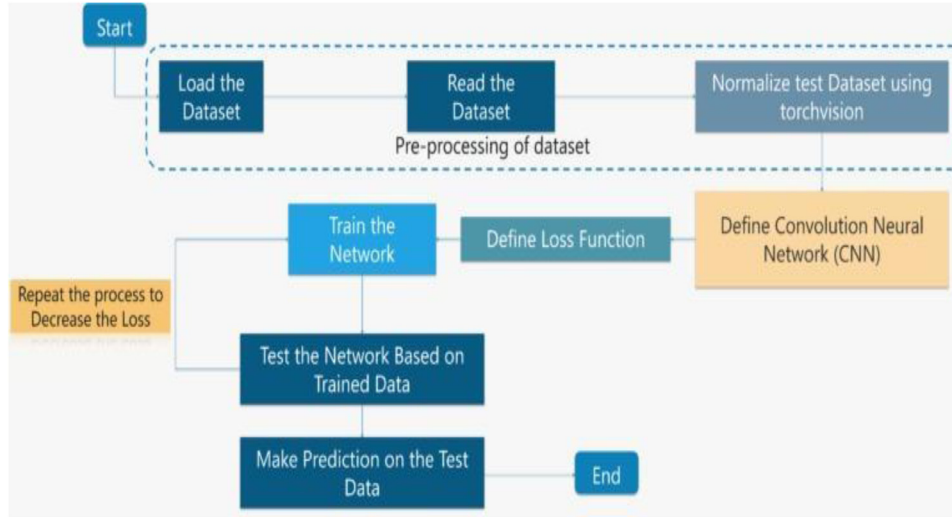 Start
Load the
Dataset
Read the
Dataset
Normalize test Dataset using
torchvision
Pre-processing of dataset
Define Convolution Neural
Network (CNN)
Define Loss Function
Train the
Network
Repeat the process to
Decrease the Loss
Test the Network Based on
Trained Data
Make Prediction on the Test
Data
End